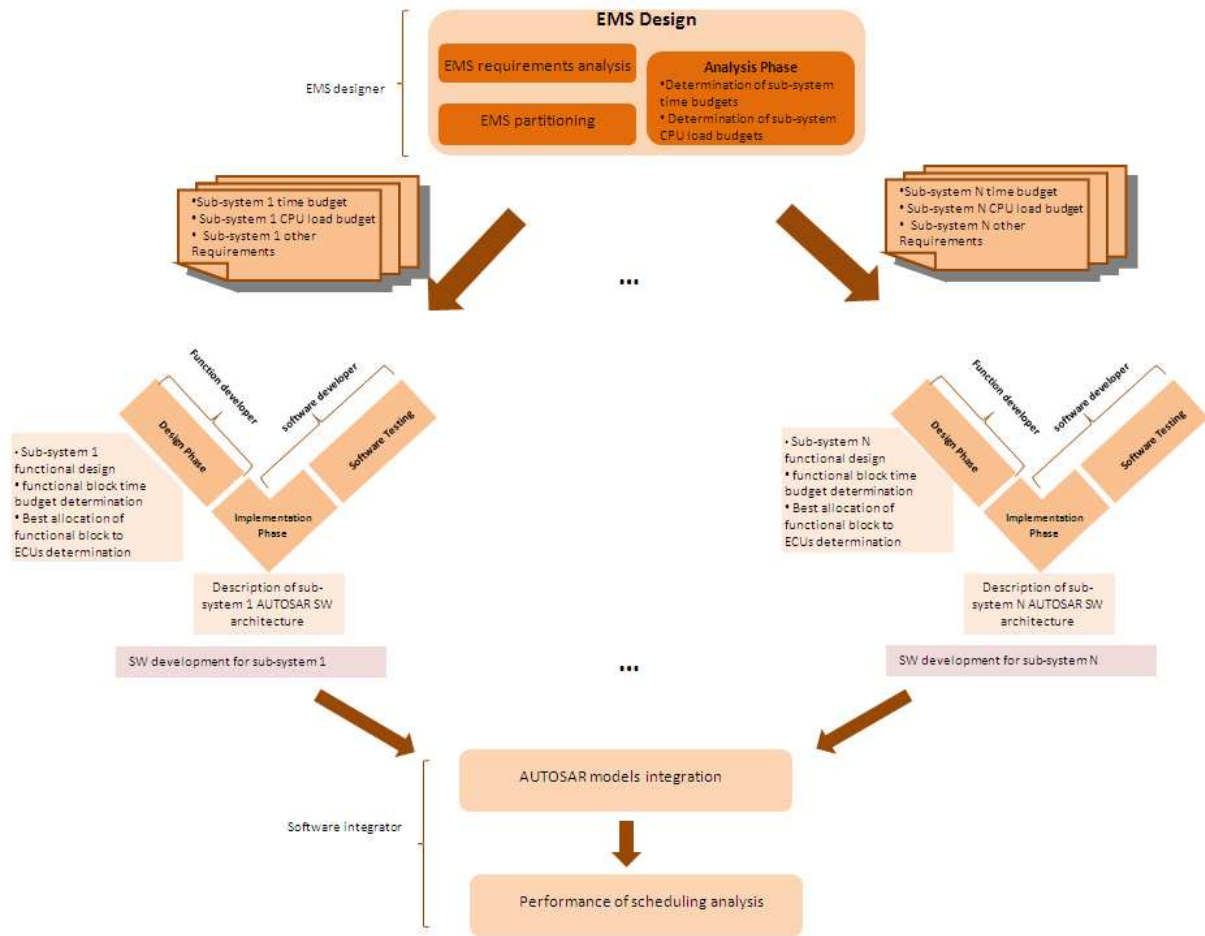 EMS Design
EMS requirements analysis
EMS partitioning
Analysis Phase
•Determination of sub-system
time budgets
• Determination of sub-system
CPU load budgets
EMS designer
•Sub-system 1 time budget
• Sub-system 1 CPU load budget
• Sub-system 1 other
Requirements
•Sub-system N time budget
• Sub-system N CPU load budget
• Sub-system N other
Requirements
...
Function developer
software developer
Design Phase
Software Testing
Implementation
Phase
• Sub-system 1
functional design
• functional block time
budget determination
• Best allocation of
functional block to
ECUs determination
Description of sub-
system 1 AUTOSAR SW
architecture
SW development for sub-system 1
Function developer
software developer
Design Phase
Software Testing
Implementation
Phase
• Sub-system N
functional design
• functional block time
budget determination
• Best allocation of
functional block to
ECUs determination
Description of sub-
system N AUTOSAR SW
architecture
SW development for sub-system N
...
AUTOSAR models integration
Software integrator
Performance of scheduling analysis